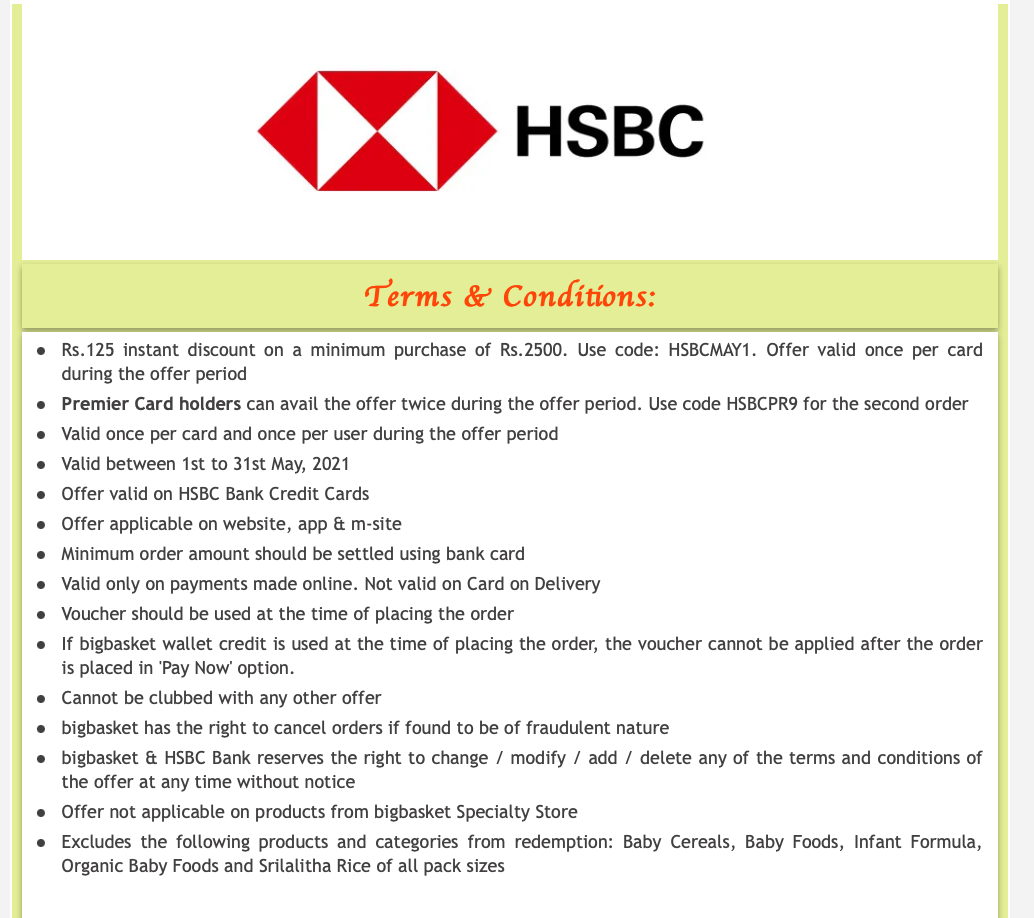 HSBC
Terms & Conditions:
● Rs.125 instant discount on a minimum purchase of Rs.2500. Use code: HSBCMAY1. Offer valid once per card
during the offer period
● Premier Card holders can avail the offer twice during the offer period. Use code HSBCPR9 for the second order
● Valid once per card and once per user during the offer period
● Valid between 1st to 31st May, 2021
● Offer valid on HSBC Bank Credit Cards
● Offer applicable on website, app & m-site
● Minimum order amount should be settled using bank card
● Valid only on payments made online. Not valid on Card on Delivery
● Voucher should be used at the time of placing the order
● If bigbasket wallet credit is used at the time of placing the order, the voucher cannot be applied after the order
is placed in 'Pay Now' option.
● Cannot be clubbed with any other offer
● bigbasket has the right to cancel orders if found to be of fraudulent nature
● bigbasket & HSBC Bank reserves the right to change / modify / add / delete any of the terms and conditions of
the offer at any time without notice
● Offer not applicable on products from bigbasket Specialty Store
● Excludes the following products and categories from redemption: Baby Cereals, Baby Foods, Infant Formula,
Organic Baby Foods and Srilalitha Rice of all pack sizes